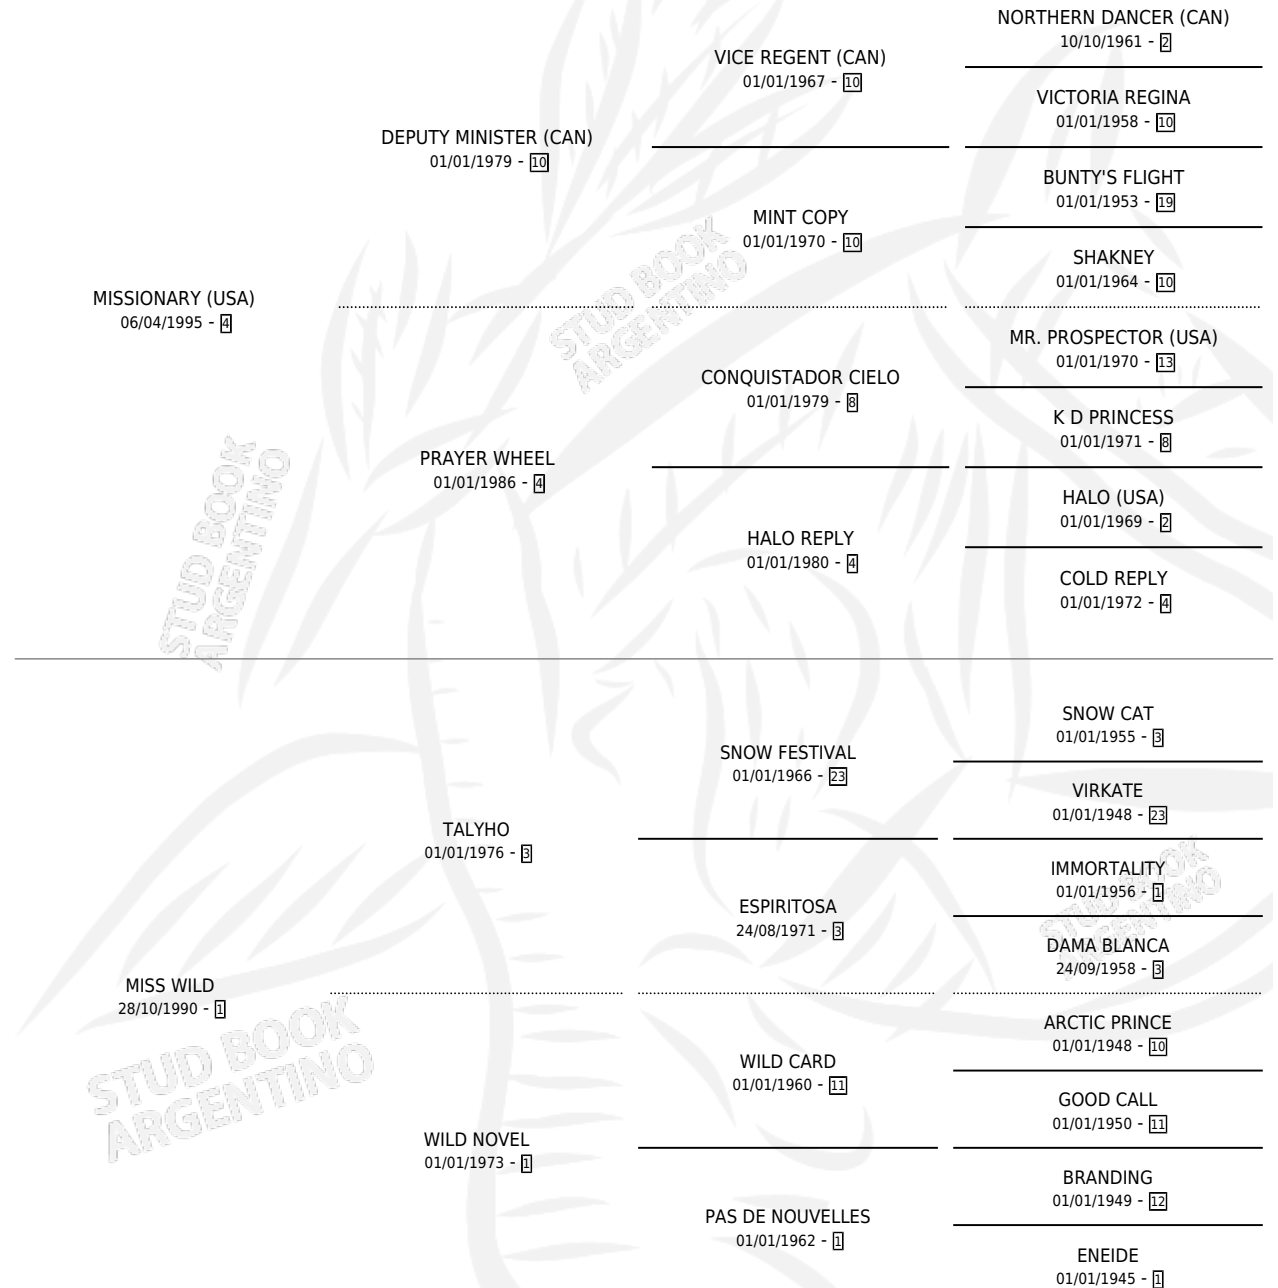 NORTHERN DANCER (CAN)
10/10/1961 - 2
VICE REGENT (CAN)
01/01/1967 - 10
VICTORIA REGINA
01/01/1958 - 10
DEPUTY MINISTER (CAN)
01/01/1979 - 10
BUNTY'S FLIGHT
01/01/1953 - 19
MINT COPY
01/01/1970 - 10
SHAKNEY
01/01/1964 - 10
MISSIONARY (USA)
06/04/1995 - 4
MR. PROSPECTOR (USA)
01/01/1970 - 13
CONQUISTADOR CIELO
01/01/1979 - 8
K D PRINCESS
01/01/1971 - 8
PRAYER WHEEL
01/01/1986 - 4
HALO (USA)
01/01/1969 - 2
HALO REPLY
01/01/1980 - 4
COLD REPLY
01/01/1972 - 4
SNOW CAT
01/01/1955 - 3
SNOW FESTIVAL
01/01/1966 - 23
VIRKATE
01/01/1948 - 23
TALYHO
01/01/1976 - 3
IMMORTALITY
01/01/1956 - 1
ESPIRITOSA
24/08/1971 - 3
DAMA BLANCA
24/09/1958 - 3
MISS WILD
28/10/1990 - 1
ARCTIC PRINCE
01/01/1948 - 10
WILD CARD
01/01/1960 - 11
GOOD CALL
01/01/1950 - 11
WILD NOVEL
01/01/1973 - 1
BRANDING
01/01/1949 - 12
PAS DE NOUVELLES
01/01/1962 - 1
ENEIDE
01/01/1945 - 1
STUD BOOK
ARGENTINO
STUD BOOK
ARGENTINO
STUD BOOK
ARGENTINO
STUD BOOK
ARGENTINO